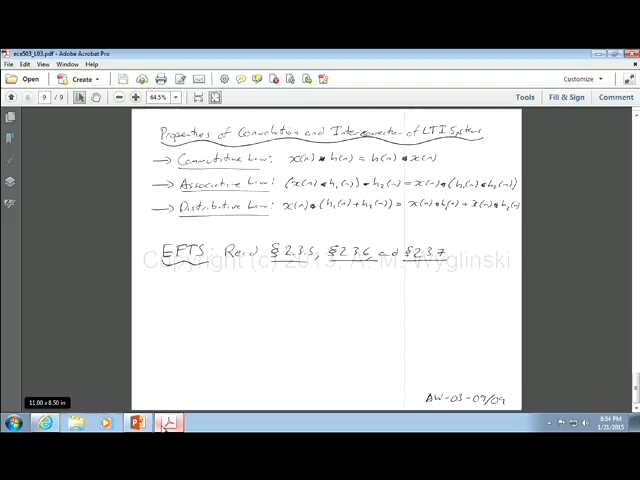 ece503_L03.pdf - Adobe Acrobat Pro
File Edit View Window Help
Open Create Customize
9 / 9 64.5% Tools Fill & Sign Comment
Properties of Convolution and Interconnection of LTI Systems
→ Commutative Law: x(n) * h(n) = h(n) * x(n)
→ Associative Law: (x(n) * h₁(n)) * h₂(n) = x(n) * (h₁(n) * h₂(n))
→ Distributive Law: x(n) * (h₁(n) + h₂(n)) = x(n) * h₁(n) + x(n) * h₂(n)
EFTS: Read §2.3.5, §2.3.6, and §2.3.7
Copyright (c) 2015, A. M. Wyglinski
AW-03-09/09
11.00 x 8.50 in
8:54 PM
1/21/2015